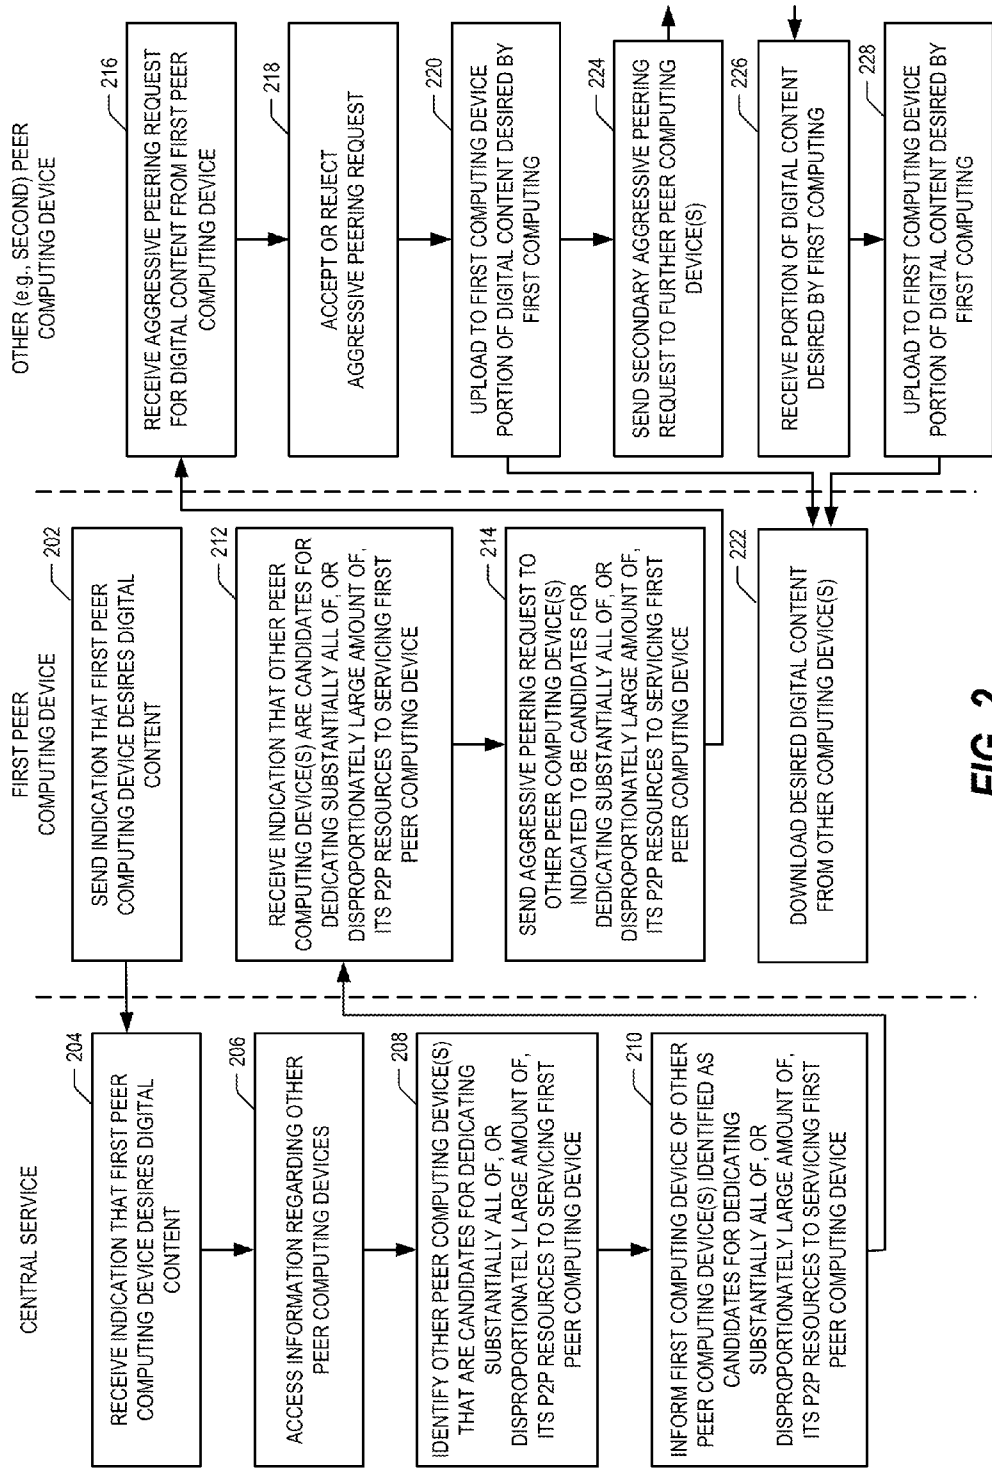 CENTRAL SERVICE
204
RECEIVE INDICATION THAT FIRST PEER
COMPUTING DEVICE DESIRES DIGITAL
CONTENT
206
ACCESS INFORMATION REGARDING OTHER
PEER COMPUTING DEVICES
208
IDENTIFY OTHER PEER COMPUTING DEVICE(S)
THAT ARE CANDIDATES FOR DEDICATING
SUBSTANTIALLY ALL OF, OR
DISPROPORTIONATELY LARGE AMOUNT OF,
ITS P2P RESOURCES TO SERVICING FIRST
PEER COMPUTING DEVICE
210
INFORM FIRST COMPUTING DEVICE OF OTHER
PEER COMPUTING DEVICE(S) IDENTIFIED AS
CANDIDATES FOR DEDICATING
SUBSTANTIALLY ALL OF, OR
DISPROPORTIONATELY LARGE AMOUNT OF,
ITS P2P RESOURCES TO SERVICING FIRST
PEER COMPUTING DEVICE
FIRST PEER
COMPUTING DEVICE
202
SEND INDICATION THAT FIRST PEER
COMPUTING DEVICE DESIRES DIGITAL
CONTENT
212
RECEIVE INDICATION THAT OTHER PEER
COMPUTING DEVICE(S) ARE CANDIDATES FOR
DEDICATING SUBSTANTIALLY ALL OF, OR
DISPROPORTIONATELY LARGE AMOUNT OF,
ITS P2P RESOURCES TO SERVICING FIRST
PEER COMPUTING DEVICE
214
SEND AGGRESSIVE PEERING REQUEST TO
OTHER PEER COMPUTING DEVICE(S)
INDICATED TO BE CANDIDATES FOR
DEDICATING SUBSTANTIALLY ALL OF, OR
DISPROPORTIONATELY LARGE AMOUNT OF,
ITS P2P RESOURCES TO SERVICING FIRST
PEER COMPUTING DEVICE
222
DOWNLOAD DESIRED DIGITAL CONTENT
FROM OTHER COMPUTING DEVICE(S)
OTHER (e.g., SECOND) PEER
COMPUTING DEVICE
216
RECEIVE AGGRESSIVE PEERING REQUEST
FOR DIGITAL CONTENT FROM FIRST PEER
COMPUTING DEVICE
218
ACCEPT OR REJECT
AGGRESSIVE PEERING REQUEST
220
UPLOAD TO FIRST COMPUTING DEVICE
PORTION OF DIGITAL CONTENT DESIRED BY
FIRST COMPUTING
224
SEND SECONDARY AGGRESSIVE PEERING
REQUEST TO FURTHER PEER COMPUTING
DEVICE(S)
226
RECEIVE PORTION OF DIGITAL CONTENT
DESIRED BY FIRST COMPUTING
228
UPLOAD TO FIRST COMPUTING DEVICE
PORTION OF DIGITAL CONTENT DESIRED BY
FIRST COMPUTING
FIG. 2